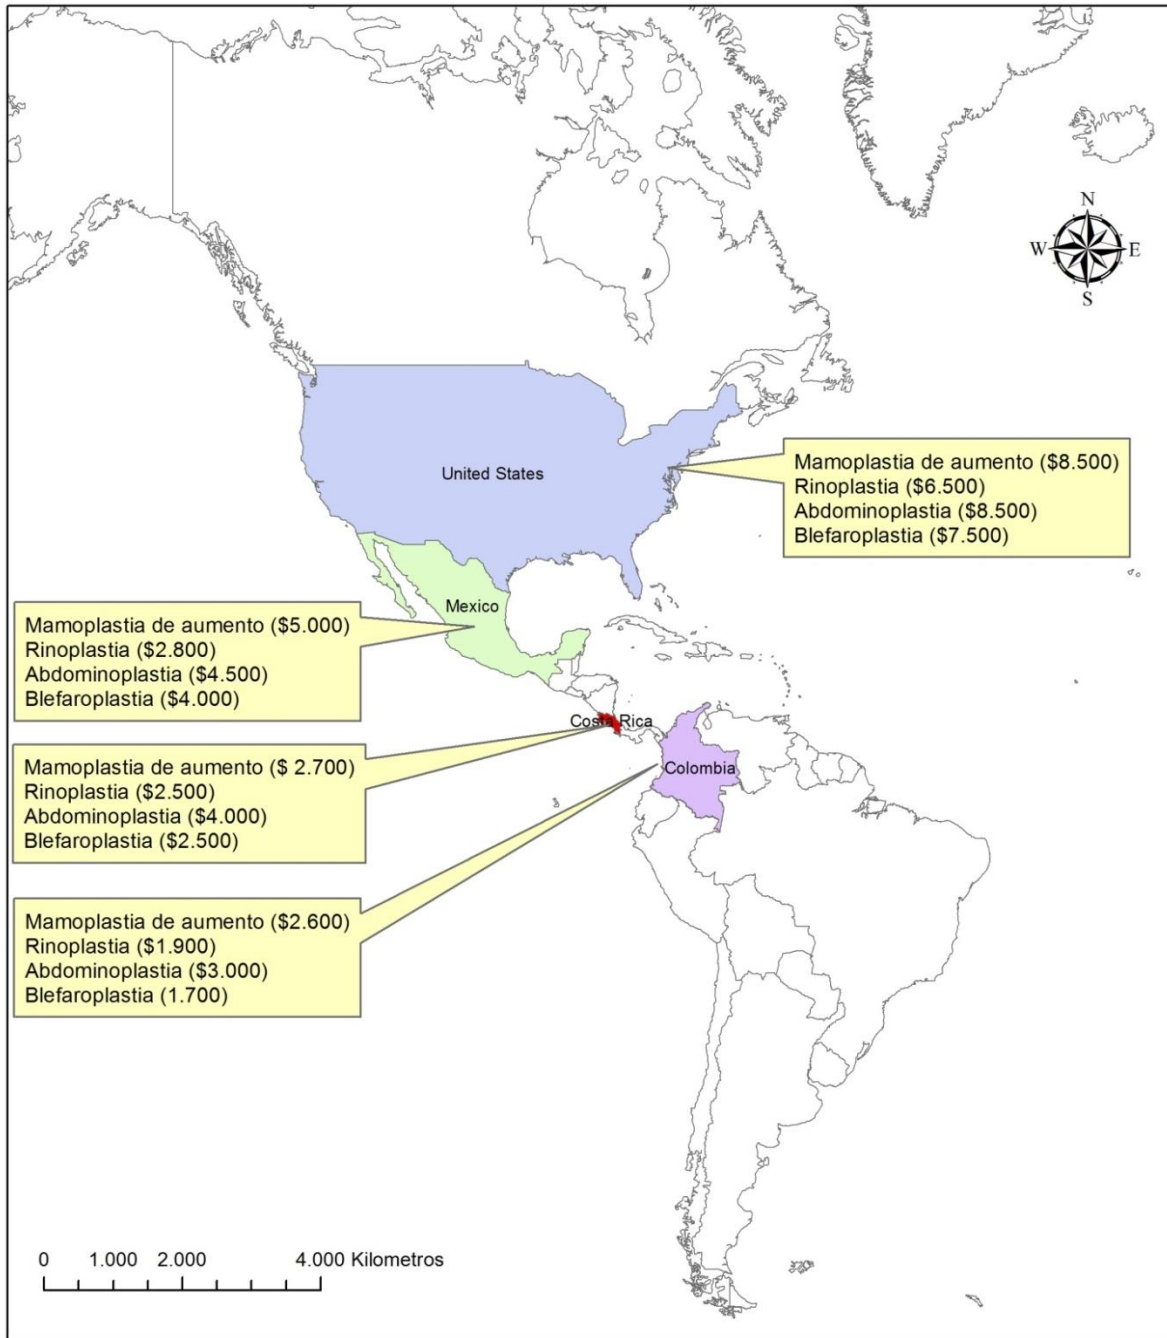 N
W E
S
United States
Mamoplastia de aumento ($8.500)
Rinoplastia ($6.500)
Abdominoplastia ($8.500)
Blefaroplastia ($7.500)
Mexico
Mamoplastia de aumento ($5.000)
Rinoplastia ($2.800)
Abdominoplastia ($4.500)
Blefaroplastia ($4.000)
Costa Rica
Mamoplastia de aumento ($ 2.700)
Rinoplastia ($2.500)
Abdominoplastia ($4.000)
Blefaroplastia ($2.500)
Colombia
Mamoplastia de aumento ($2.600)
Rinoplastia ($1.900)
Abdominoplastia ($3.000)
Blefaroplastia (1.700)
0 1.000 2.000 4.000 Kilometros